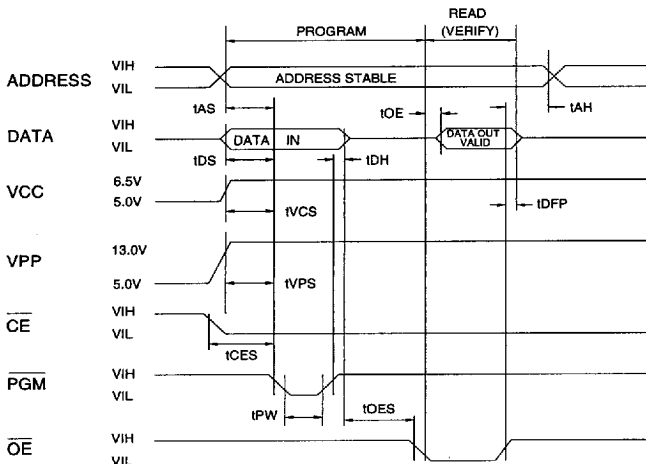 READ
PROGRAM (VERIFY)
ADDRESS VIH
VIL ADDRESS STABLE
tAS tOE tAH
DATA VIH
VIL DATA IN DATA OUT VALID
tDS tDH
VCC 6.5V
5.0V tVCS tDFP
VPP 13.0V
5.0V tVPS
CE VIH
VIL
tCES
PGM VIH
VIL
tPW tOES
OE VIH
VIL